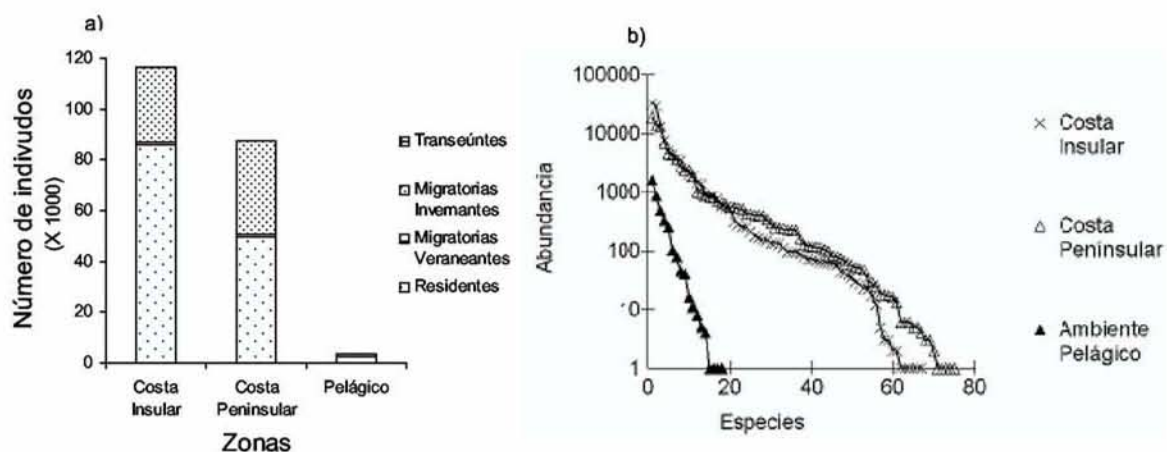 a)
Número de indivudos
(X 1000)
120
100
80
60
40
20
0
Costa
Insular
Costa
Peninsular
Pelágico
Zonas
Transeúntes
Migratorias
Invernantes
Migratorias
Veraneantes
Residentes
b)
Abundancia
100000
10000
1000
100
10
1
0
20
40
60
80
Especies
Costa
Insular
Costa
Peninsular
Ambiente
Pelágico